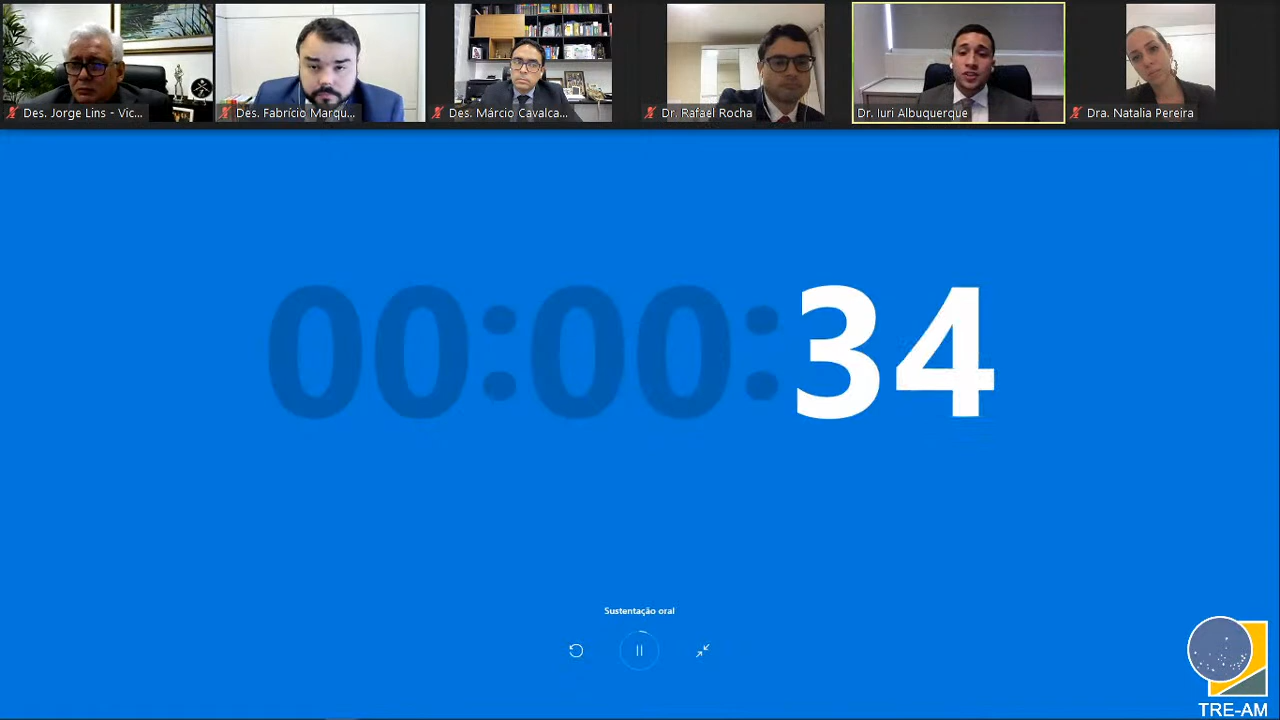 Des. Jorge Lins - Vic...
Des. Fabrício Marqu...
Des. Márcio Cavalca...
Dr. Rafael Rocha
Dr. Iuri Albuquerque
Dra. Natalia Pereira
00:00:34
Sustentação oral
TRE-AM